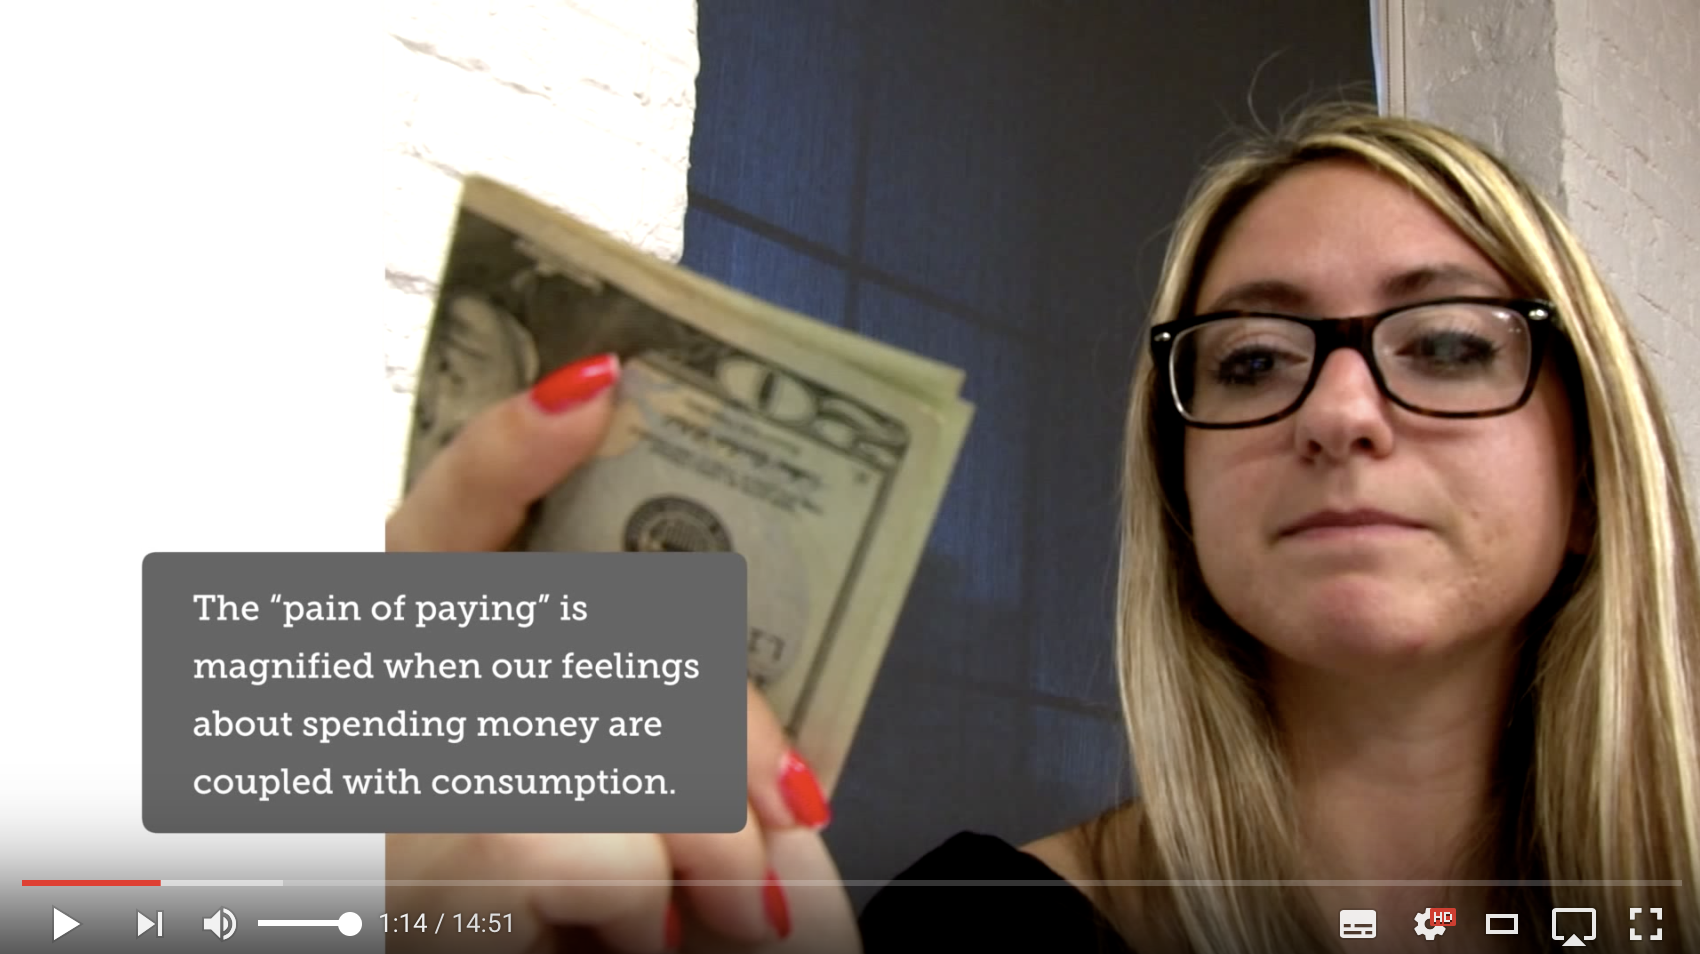 The “pain of paying” is
magnified when our feelings
about spending money are
coupled with consumption.
1:14 / 14:51
HD